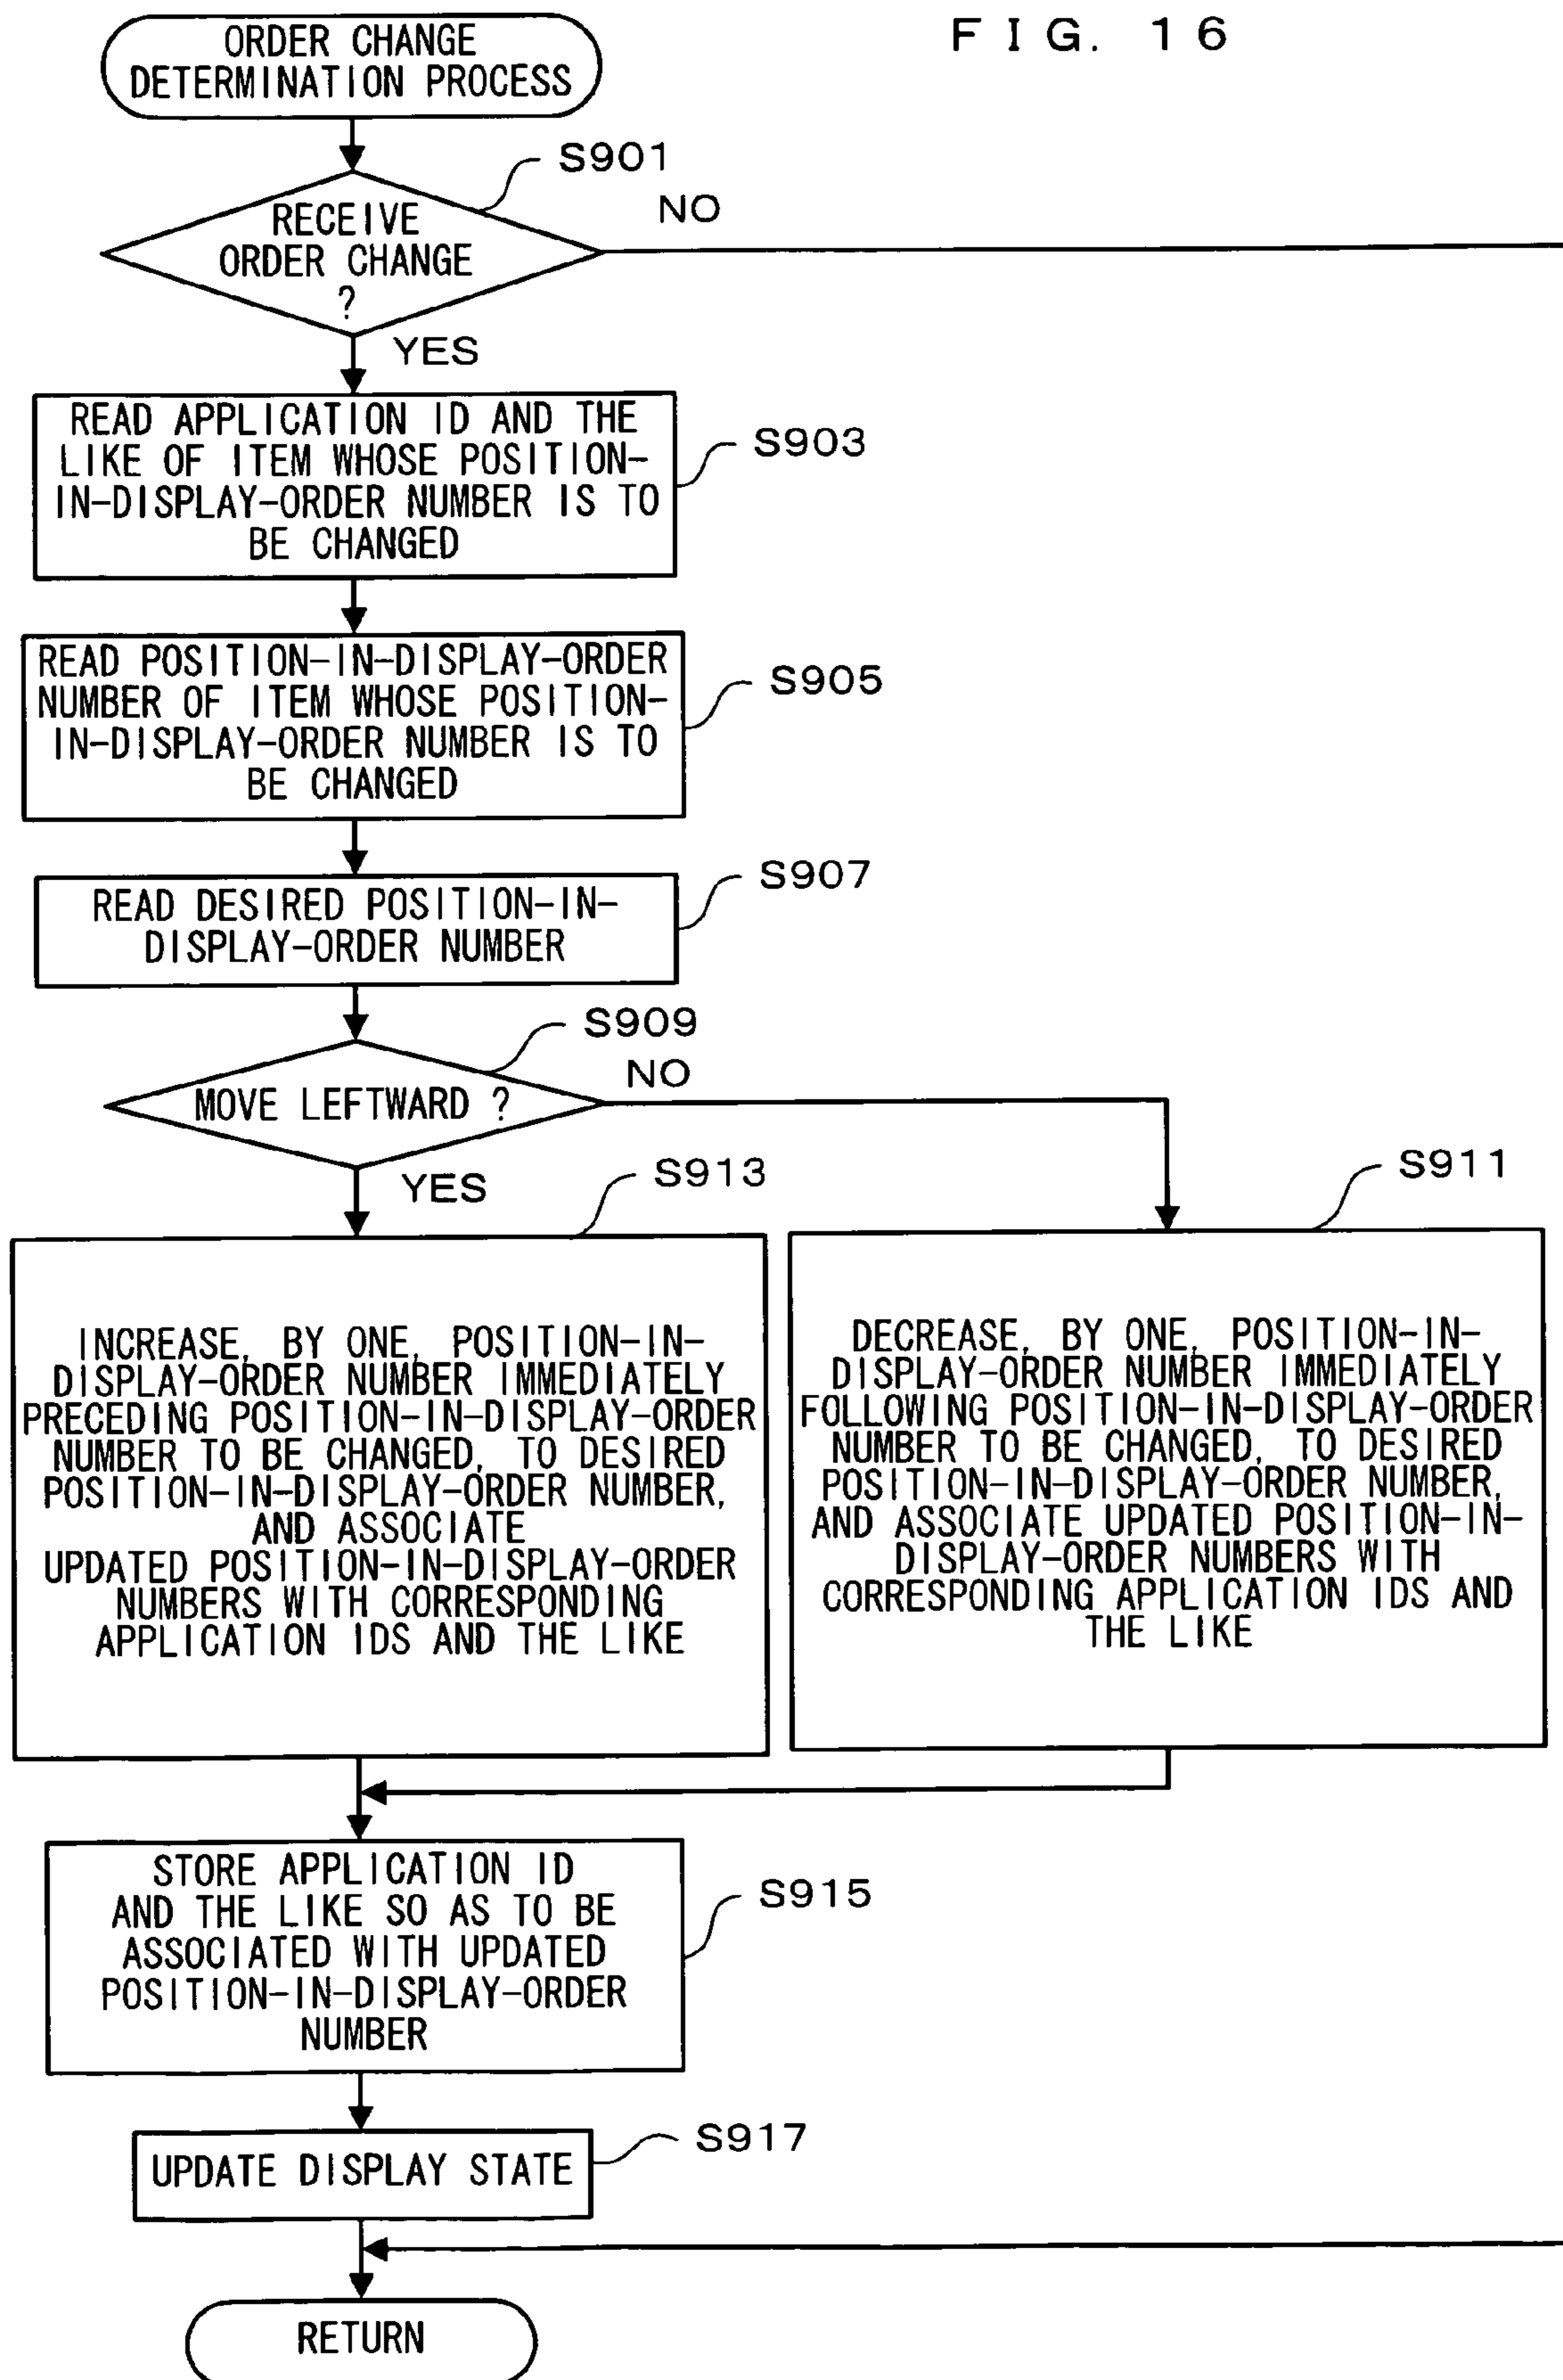 FIG. 16
ORDER CHANGE
DETERMINATION PROCESS
S901
RECEIVE
ORDER CHANGE
?
NO
YES
READ APPLICATION ID AND THE
LIKE OF ITEM WHOSE POSITION-
IN-DISPLAY-ORDER NUMBER IS TO
BE CHANGED
S903
READ POSITION-IN-DISPLAY-ORDER
NUMBER OF ITEM WHOSE POSITION-
IN-DISPLAY-ORDER NUMBER IS TO
BE CHANGED
S905
READ DESIRED POSITION-IN-
DISPLAY-ORDER NUMBER
S907
S909
MOVE LEFTWARD ?
NO
YES
S913
INCREASE, BY ONE, POSITION-IN-
DISPLAY-ORDER NUMBER IMMEDIATELY
PRECEDING POSITION-IN-DISPLAY-ORDER
NUMBER TO BE CHANGED, TO DESIRED
POSITION-IN-DISPLAY-ORDER NUMBER,
AND ASSOCIATE
UPDATED POSITION-IN-DISPLAY-ORDER
NUMBERS WITH CORRESPONDING
APPLICATION IDS AND THE LIKE
S911
DECREASE, BY ONE, POSITION-IN-
DISPLAY-ORDER NUMBER IMMEDIATELY
FOLLOWING POSITION-IN-DISPLAY-ORDER
NUMBER TO BE CHANGED, TO DESIRED
POSITION-IN-DISPLAY-ORDER NUMBER,
AND ASSOCIATE UPDATED POSITION-IN-
DISPLAY-ORDER NUMBERS WITH
CORRESPONDING APPLICATION IDS AND
THE LIKE
STORE APPLICATION ID
AND THE LIKE SO AS TO BE
ASSOCIATED WITH UPDATED
POSITION-IN-DISPLAY-ORDER
NUMBER
S915
UPDATE DISPLAY STATE
S917
RETURN